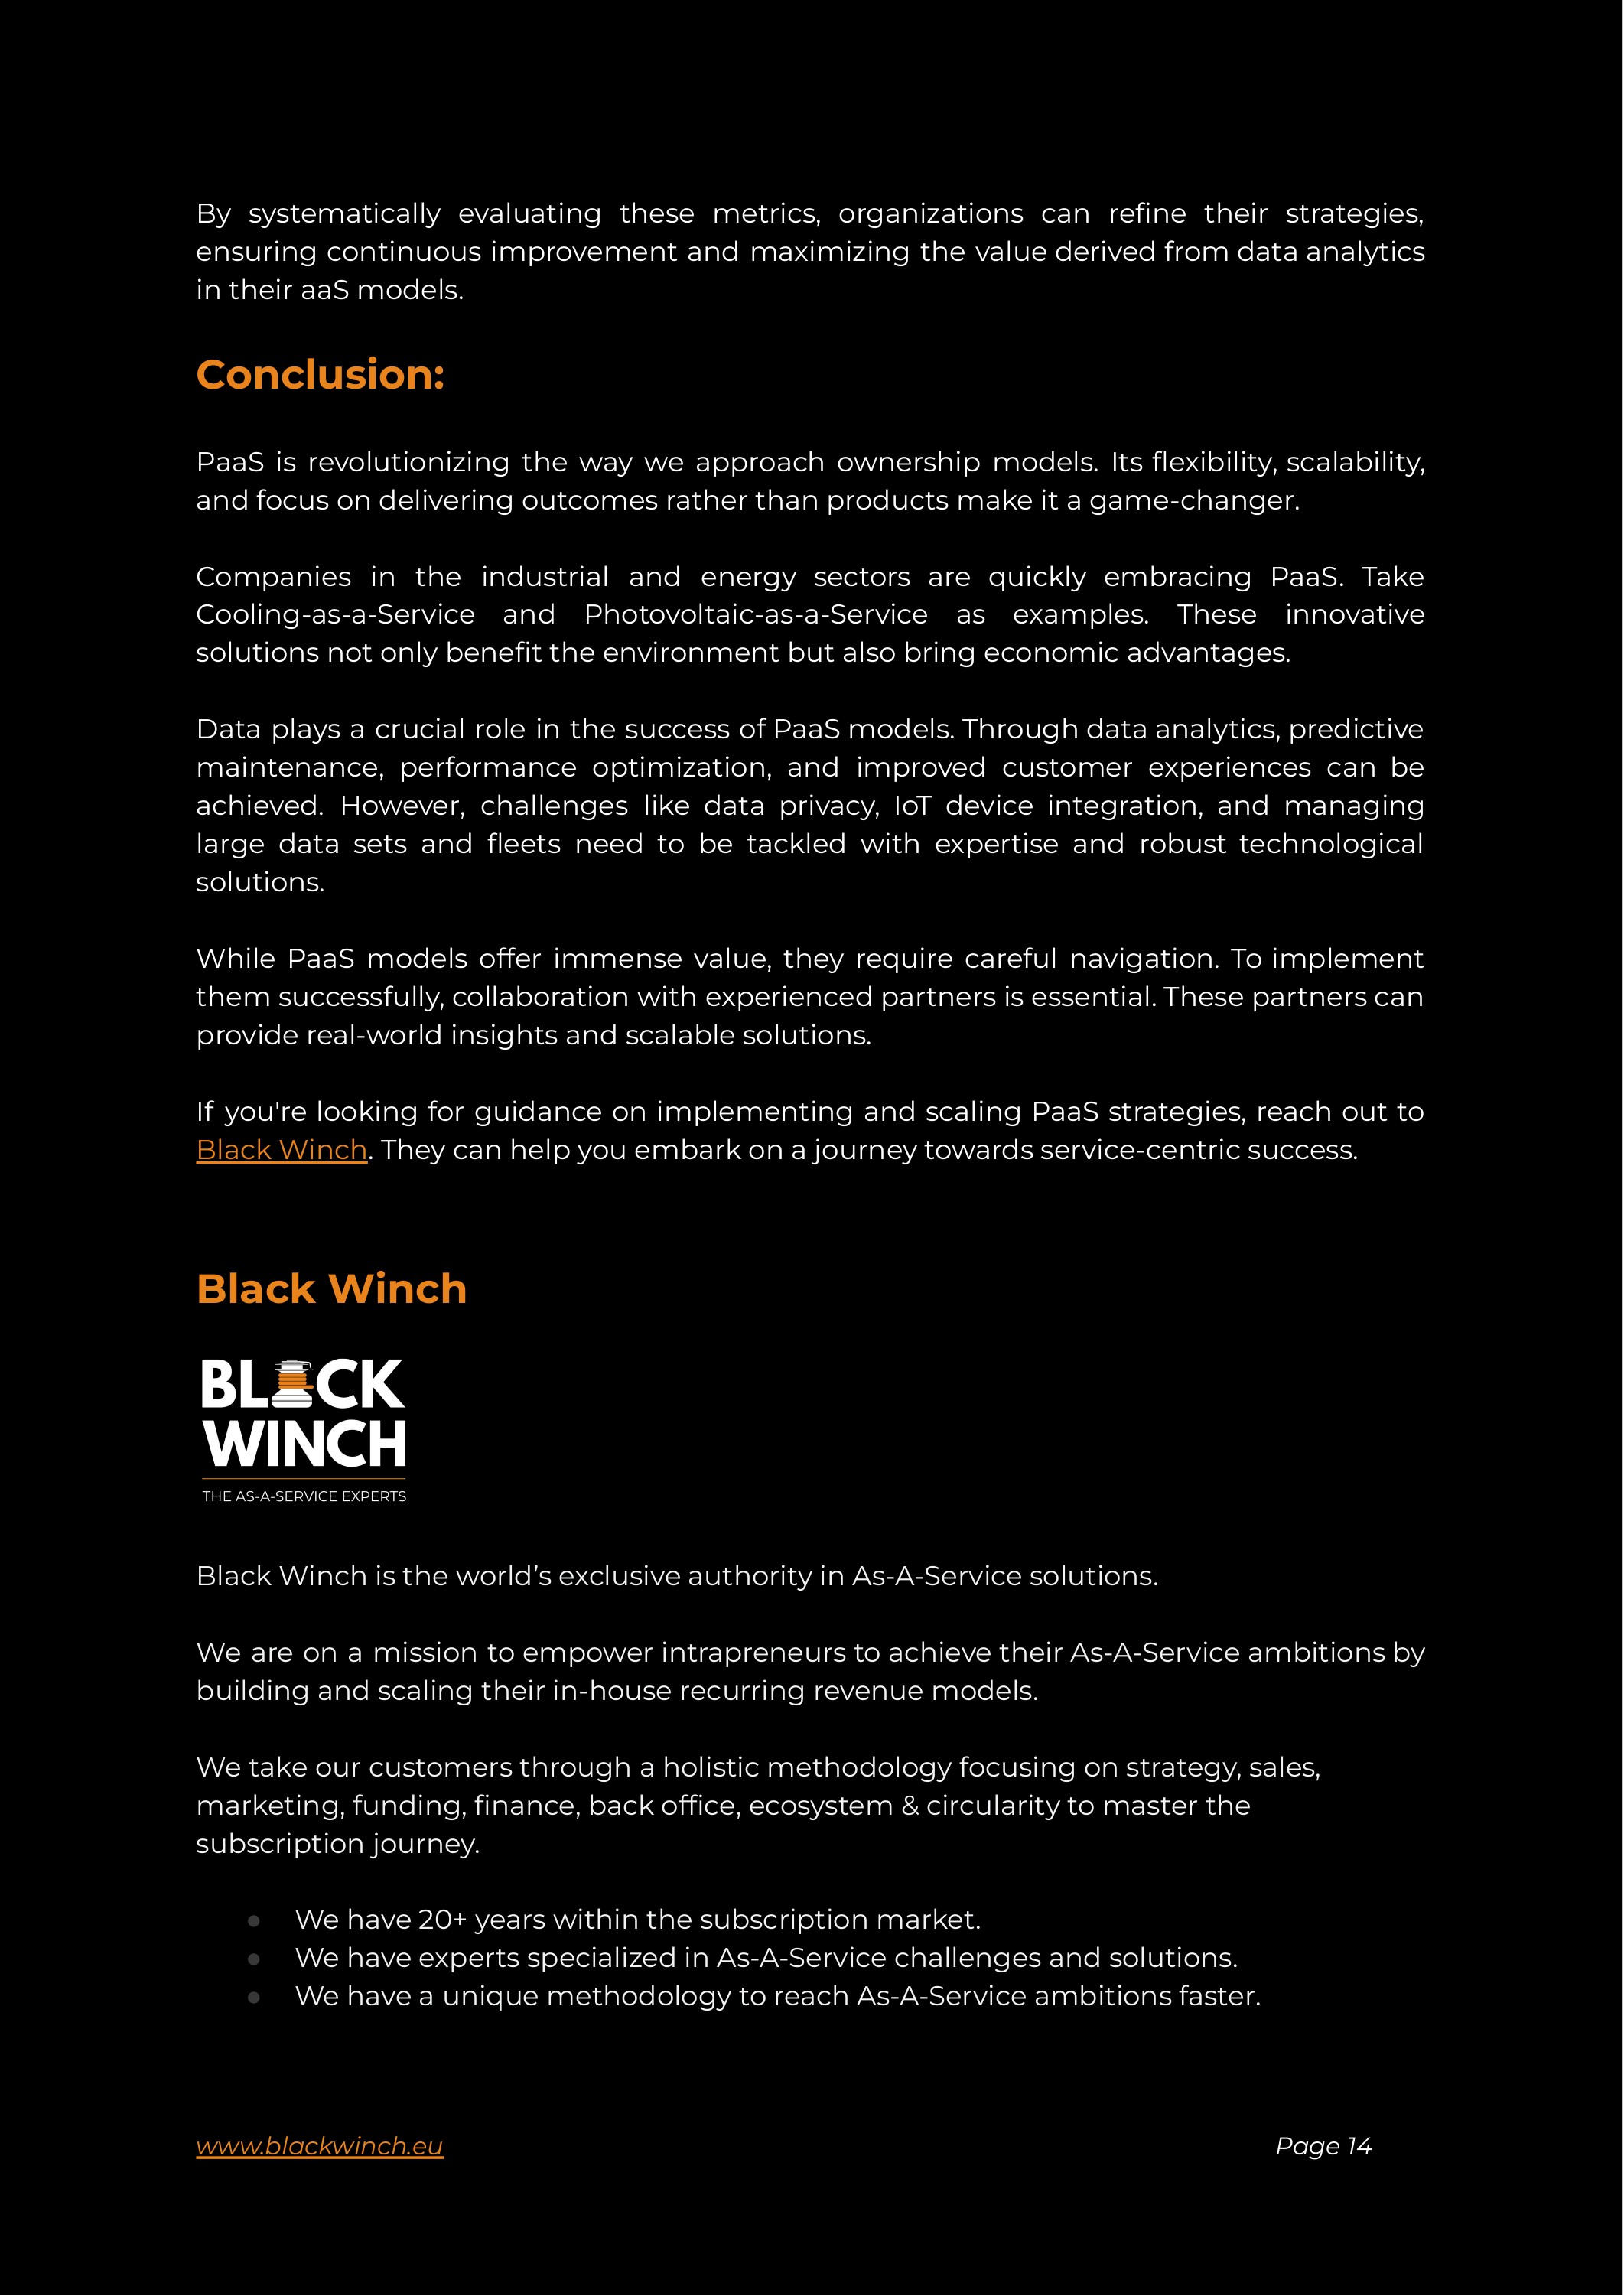 By systematically evaluating these metrics, organizations can refine their strategies,
ensuring continuous improvement and maximizing the value derived from data analytics
in their aaS models.
Conclusion:
PaaS is revolutionizing the way we approach ownership models. Its flexibility, scalability,
and focus on delivering outcomes rather than products make it a game-changer.
Companies in the industrial and energy sectors are quickly embracing PaaS. Take
Cooling-as-a-Service and Photovoltaic-as-a-Service as examples. These innovative
solutions not only benefit the environment but also bring economic advantages.
Data plays a crucial role in the success of PaaS models. Through data analytics, predictive
maintenance, performance optimization, and improved customer experiences can be
achieved. However, challenges like data privacy, IoT device integration, and managing
large data sets and fleets need to be tackled with expertise and robust technological
solutions.
While PaaS models offer immense value, they require careful navigation. To implement
them successfully, collaboration with experienced partners is essential. These partners can
provide real-world insights and scalable solutions.
If you're looking for guidance on implementing and scaling PaaS strategies, reach out to
Black Winch. They can help you embark on a journey towards service-centric success.
Black Winch
BLACK
WINCH
THE AS-A-SERVICE EXPERTS
Black Winch is the world’s exclusive authority in As-A-Service solutions.
We are on a mission to empower intrapreneurs to achieve their As-A-Service ambitions by
building and scaling their in-house recurring revenue models.
We take our customers through a holistic methodology focusing on strategy, sales,
marketing, funding, finance, back office, ecosystem & circularity to master the
subscription journey.
● We have 20+ years within the subscription market.
● We have experts specialized in As-A-Service challenges and solutions.
● We have a unique methodology to reach As-A-Service ambitions faster.
www.blackwinch.eu Page 14